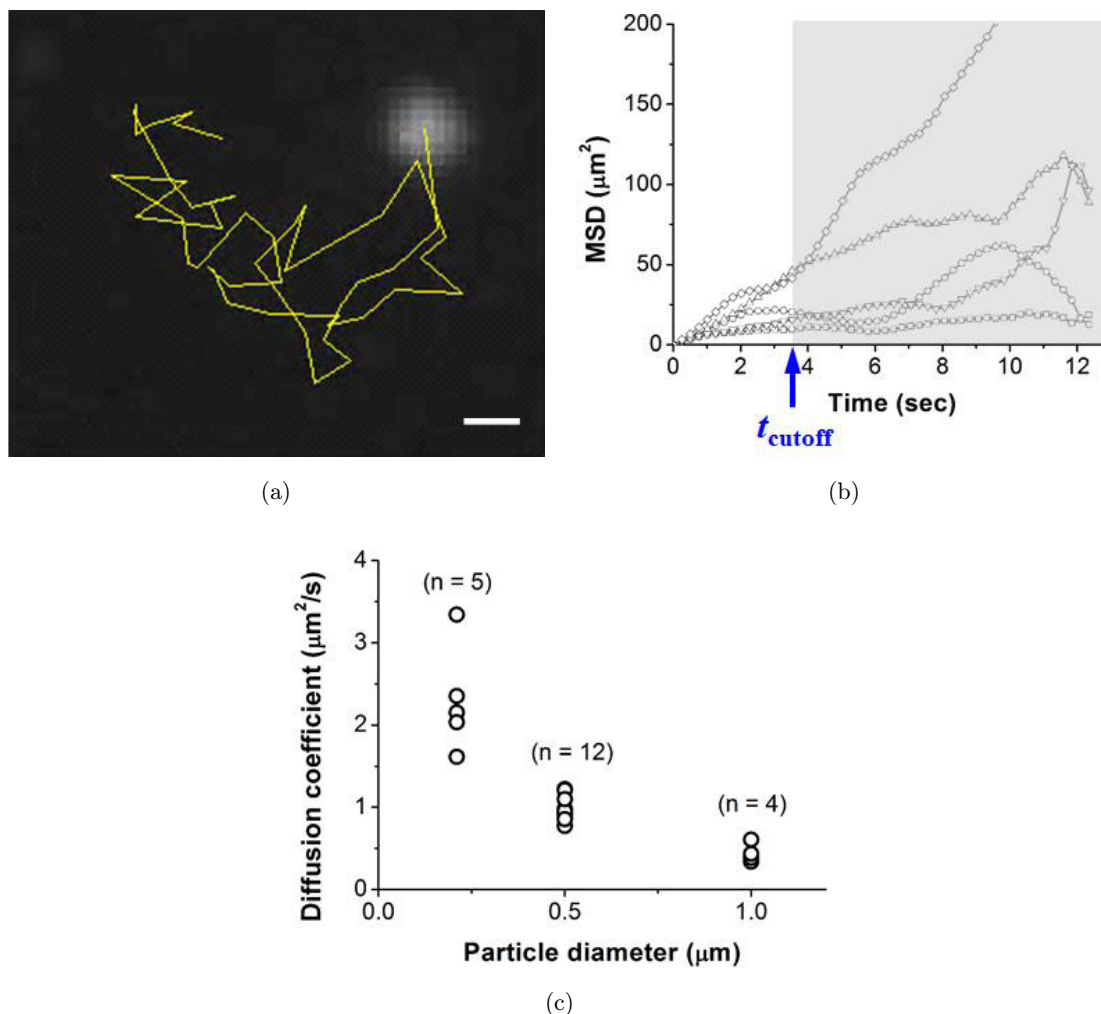 200
150
100
50
0
MSD (μm²)
0 2 4 6 8 10 12
Time (sec)
t_cutoff
(a)
(b)
4
3
2
1
0
Diffusion coefficient (μm²/s)
(n = 5)
(n = 12)
(n = 4)
0.0 0.5 1.0
Particle diameter (μm)
(c)